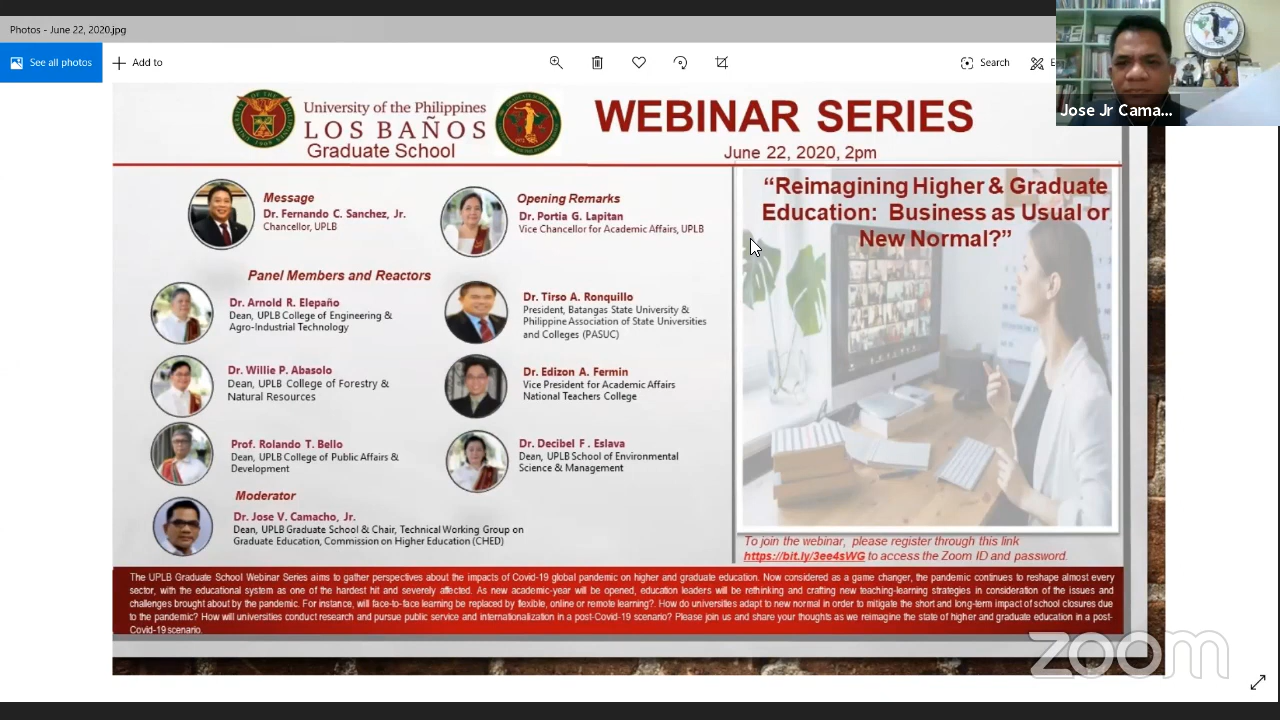 Photos - June 22, 2020.jpg
See all photos
Add to
Search
Jose Jr Cama...
University of the Philippines
LOS BAÑOS
Graduate School
WEBINAR SERIES
June 22, 2020, 2pm
Message
Dr. Fernando C. Sanchez, Jr.
Chancellor, UPLB
Opening Remarks
Dr. Portia G. Lapitan
Vice Chancellor for Academic Affairs, UPLB
Panel Members and Reactors
Dr. Arnold R. Elepaño
Dean, UPLB College of Engineering &
Agro-Industrial Technology
Dr. Tirso A. Ronquillo
President, Batangas State University &
Philippine Association of State Universities
and Colleges (PASUC)
Dr. Willie P. Abasolo
Dean, UPLB College of Forestry &
Natural Resources
Dr. Edizon A. Fermin
Vice President for Academic Affairs
National Teachers College
Prof. Rolando T. Bello
Dean, UPLB College of Public Affairs &
Development
Dr. Decibel F . Eslava
Dean, UPLB School of Environmental
Science & Management
Moderator
Dr. Jose V. Camacho, Jr.
Dean, UPLB Graduate School & Chair, Technical Working Group on
Graduate Education, Commission on Higher Education (CHED)
“Reimagining Higher & Graduate
Education: Business as Usual or
New Normal?”
To join the webinar, please register through this link
https://bit.ly/3ee4sWG to access the Zoom ID and password.
The UPLB Graduate School Webinar Series aims to gather perspectives about the impacts of Covid-19 global pandemic on higher and graduate education. Now considered as a game changer, the pandemic continues to reshape almost every
sector, with the educational system as one of the hardest hit and severely affected. As new academic-year will be opened, education leaders will be rethinking and crafting new teaching-learning strategies in consideration of the issues and
challenges brought about by the pandemic. For instance, will face-to-face learning be replaced by flexible, online or remote learning?. How do universities adapt to new normal in order to mitigate the short and long-term impact of school closures due
to the pandemic? How will universities conduct research and pursue public service and internationalization in a post-Covid-19 scenario? Please join us and share your thoughts as we reimagine the state of higher and graduate education in a post-
Covid-19 scenario.
zoom